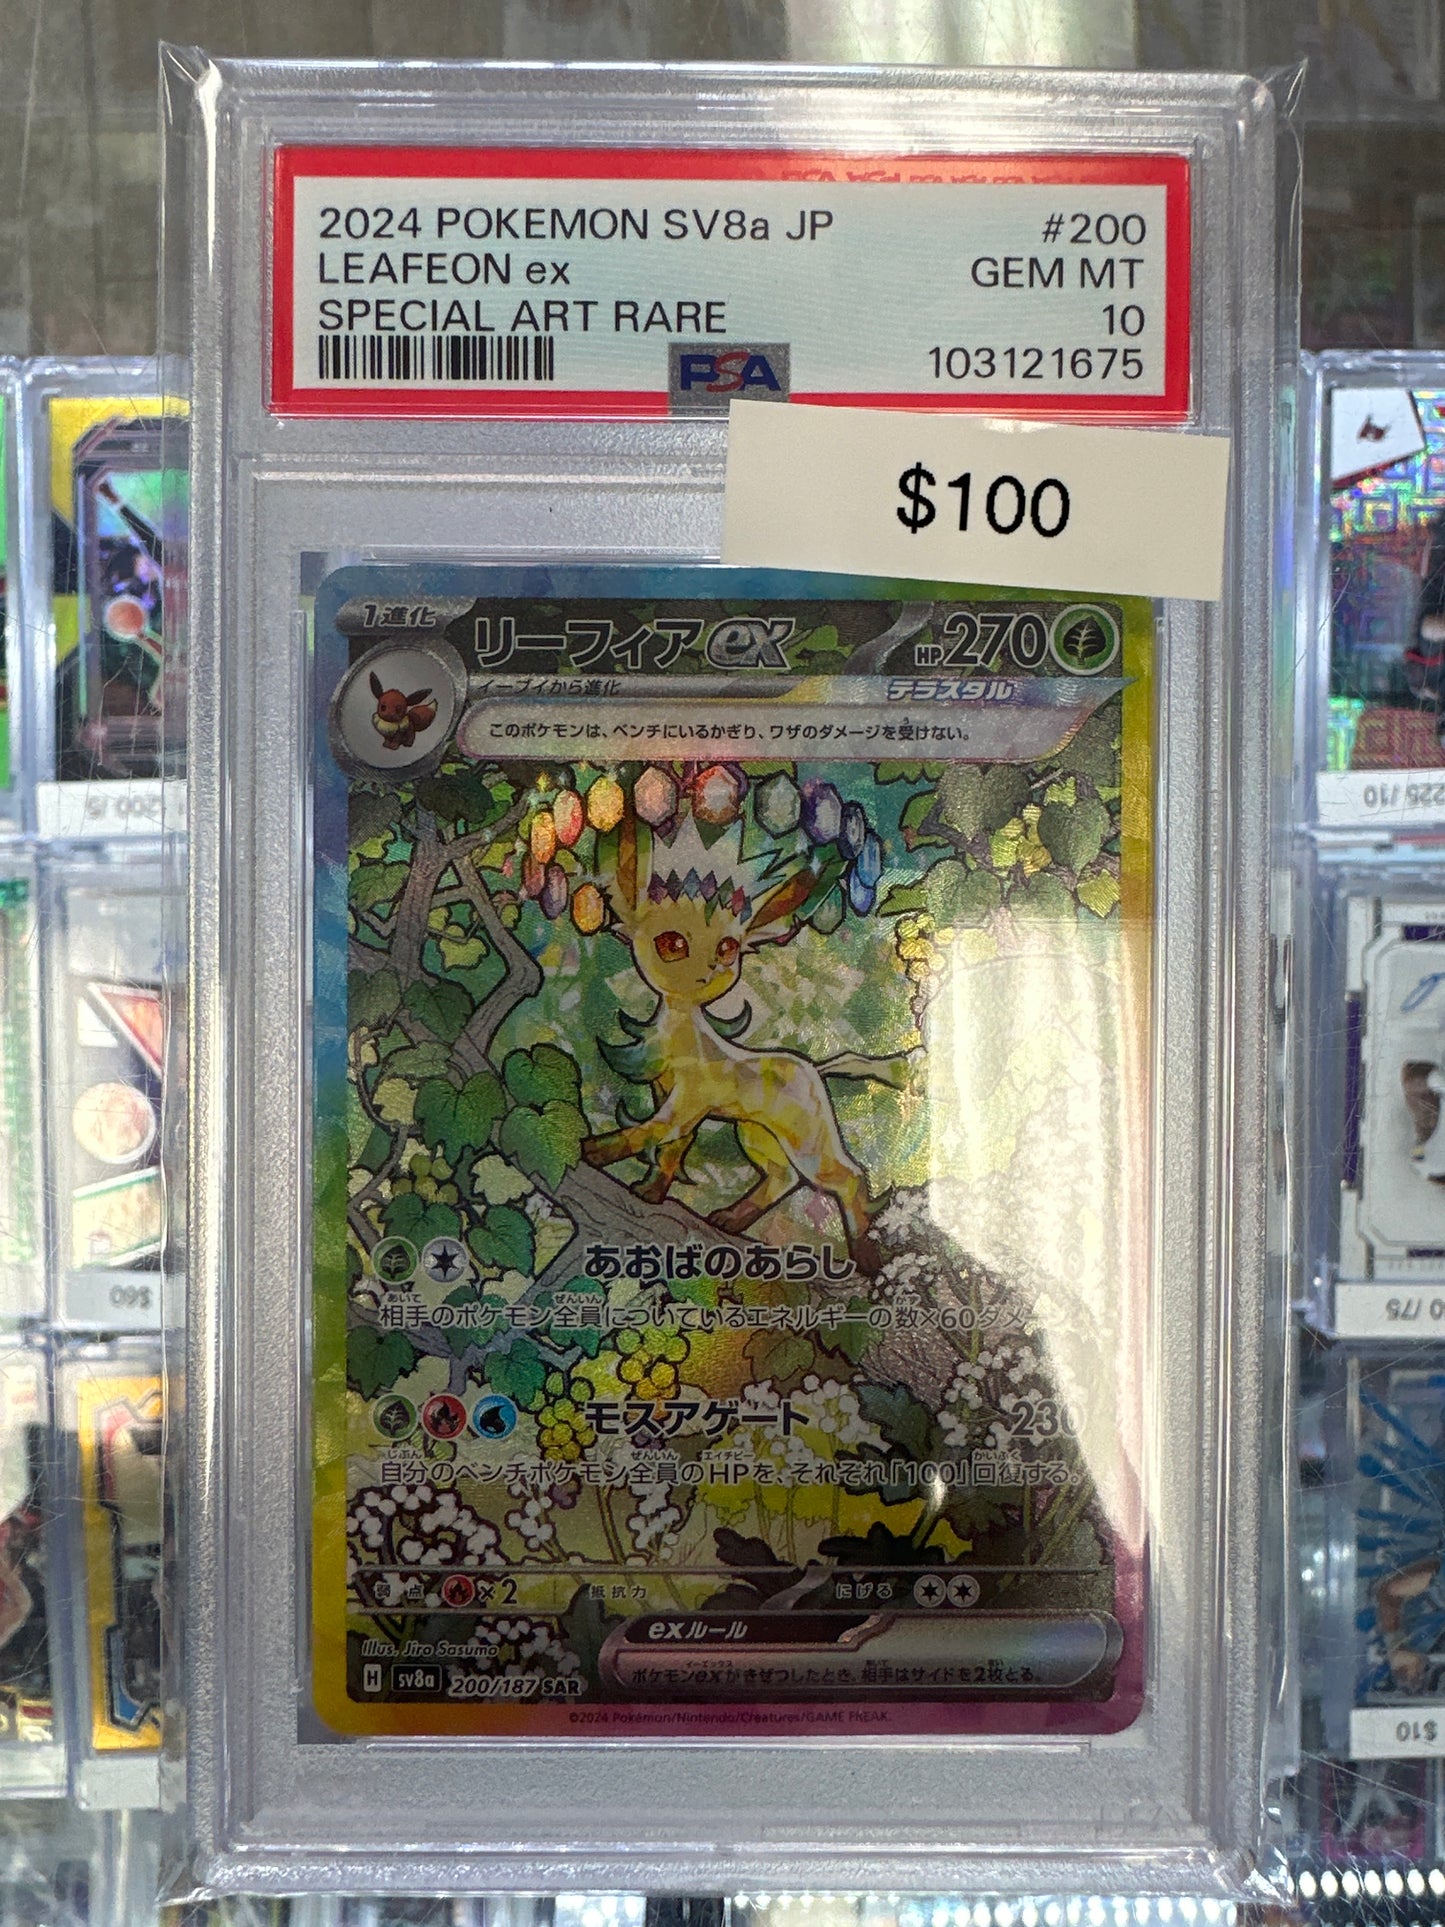 2024 POKEMON SV8a JP #200
LEAFEON ex GEM MT
SPECIAL ART RARE 10
PSA 103121675
$100
1進化 リーフィアex HP270
イーブイから進化 テラスタル
このポケモンは、ベンチにいるかぎり、ワザのダメージを受けない。
あおばのあらし
相手のポケモン全員についているエネルギーの数×60ダメージ
モスアゲート 230
自分のベンチポケモン全員のHPを、それぞれ「100」回復する。
弱点 ×2 抵抗力 にげる
exルール
Illus. Jiro Sasumo
ポケモンexがきぜつしたとき、相手はサイドを2枚とる。
H SV8a 200/187 SAR
©2024 Pokémon/Nintendo/Creatures/GAME FREAK.
$60
$10